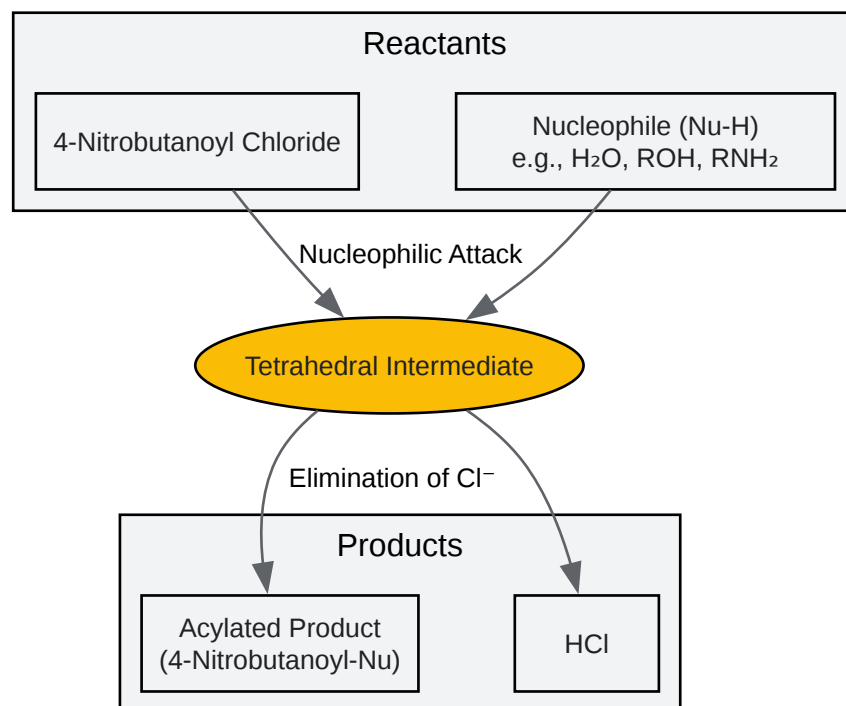 Reactants
4-Nitrobutanoyl Chloride
Nucleophile (Nu-H)
e.g., H₂O, ROH, RNH₂
Nucleophilic Attack
Tetrahedral Intermediate
Elimination of Cl⁻
Products
Acylated Product
(4-Nitrobutanoyl-Nu)
HCl